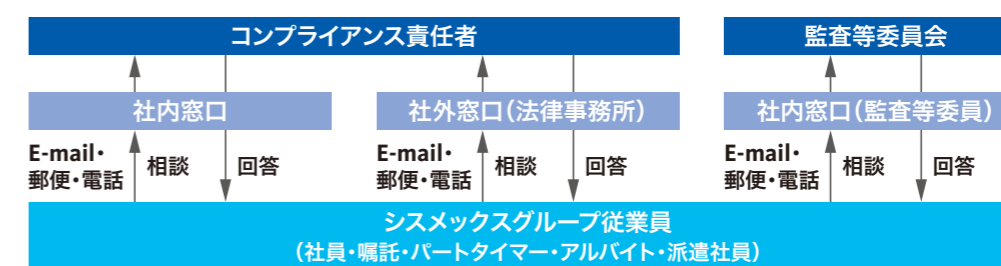 コンプライアンス責任者
監査等委員会
社内窓口
社外窓口(法律事務所)
社内窓口(監査等委員)
E-mail・
郵便・電話
相談
回答
E-mail・
郵便・電話
相談
回答
E-mail・
郵便・電話
相談
回答
シスメックスグループ従業員
(社員・嘱託・パートタイマー・アルバイト・派遣社員)